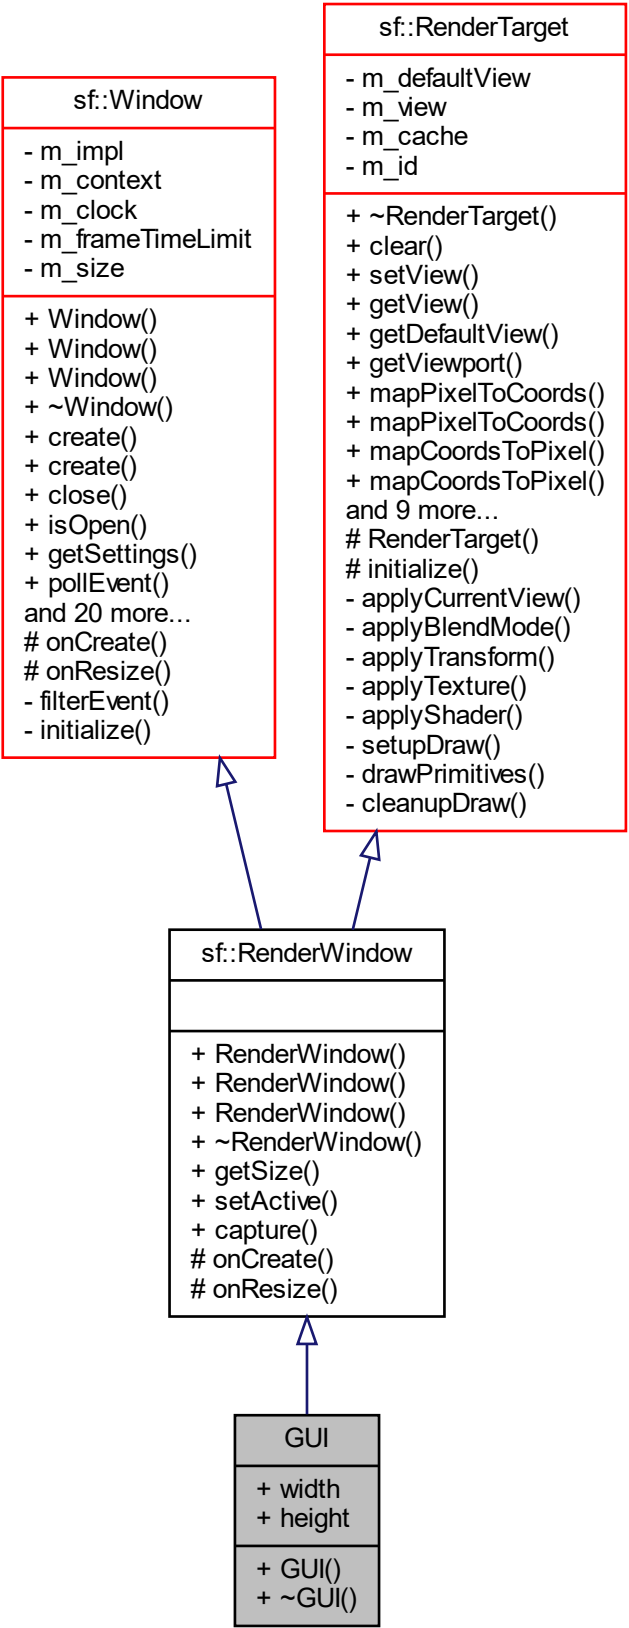 sf::Window
- m_impl
- m_context
- m_clock
- m_frameTimeLimit
- m_size
+ Window()
+ Window()
+ Window()
+ ~Window()
+ create()
+ create()
+ close()
+ isOpen()
+ getSettings()
+ pollEvent()
and 20 more...
# onCreate()
# onResize()
- filterEvent()
- initialize()
sf::RenderTarget
- m_defaultView
- m_view
- m_cache
- m_id
+ ~RenderTarget()
+ clear()
+ setView()
+ getView()
+ getDefaultView()
+ getViewport()
+ mapPixelToCoords()
+ mapPixelToCoords()
+ mapCoordsToPixel()
+ mapCoordsToPixel()
and 9 more...
# RenderTarget()
# initialize()
- applyCurrentView()
- applyBlendMode()
- applyTransform()
- applyTexture()
- applyShader()
- setupDraw()
- drawPrimitives()
- cleanupDraw()
sf::RenderWindow
+ RenderWindow()
+ RenderWindow()
+ RenderWindow()
+ ~RenderWindow()
+ getSize()
+ setActive()
+ capture()
# onCreate()
# onResize()
GUI
+ width
+ height
+ GUI()
+ ~GUI()